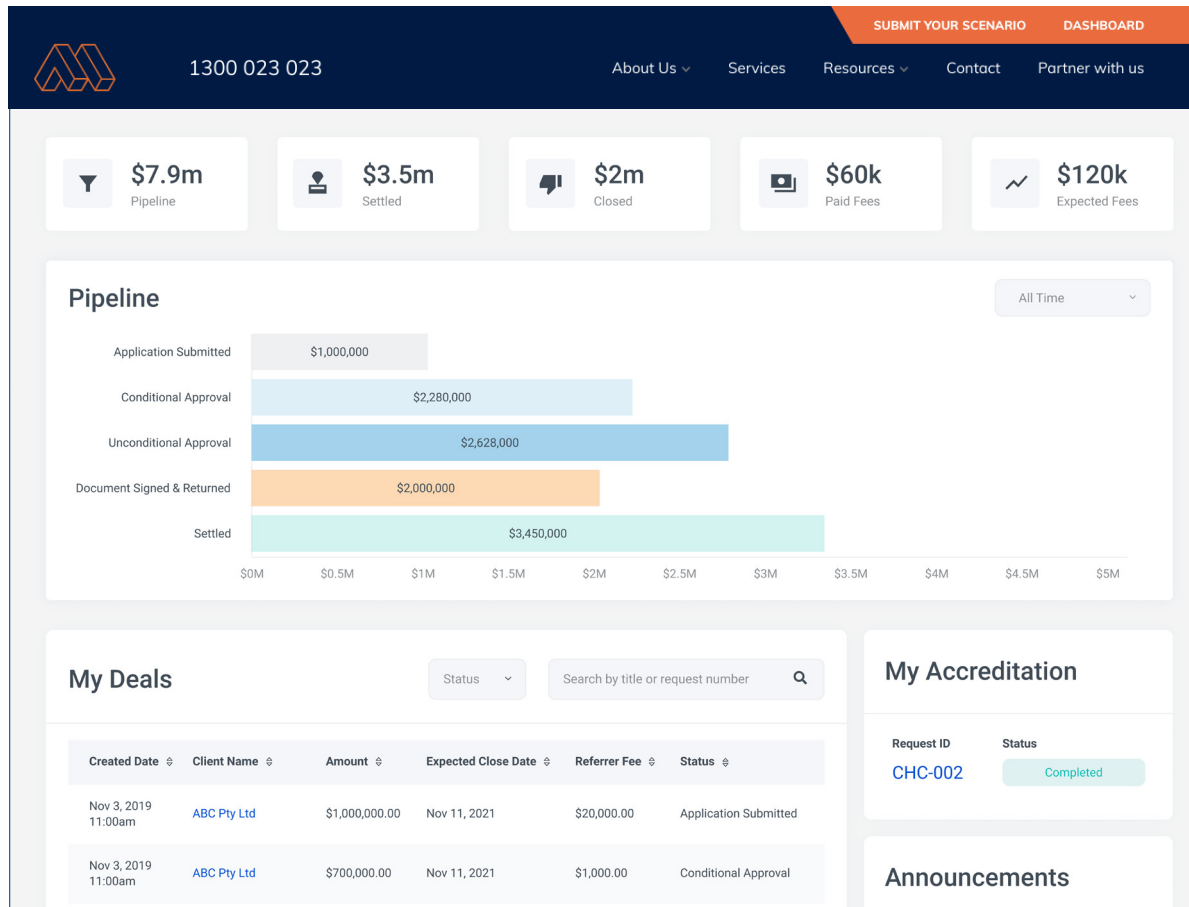 SUBMIT YOUR SCENARIO DASHBOARD
1300 023 023 About Us Services Resources Contact Partner with us
$7.9m
Pipeline
$3.5m
Settled
$2m
Closed
$60k
Paid Fees
$120k
Expected Fees
Pipeline
All Time
Application Submitted $1,000,000
Conditional Approval $2,280,000
Unconditional Approval $2,628,000
Document Signed & Returned $2,000,000
Settled $3,450,000
$0M $0.5M $1M $1.5M $2M $2.5M $3M $3.5M $4M $4.5M $5M
My Deals
Status
Search by title or request number
Created Date Client Name Amount Expected Close Date Referrer Fee Status
Nov 3, 2019
11:00am
ABC Pty Ltd $1,000,000.00 Nov 11, 2021 $20,000.00 Application Submitted
Nov 3, 2019
11:00am
ABC Pty Ltd $700,000.00 Nov 11, 2021 $1,000.00 Conditional Approval
My Accreditation
Request ID Status
CHC-002 Completed
Announcements